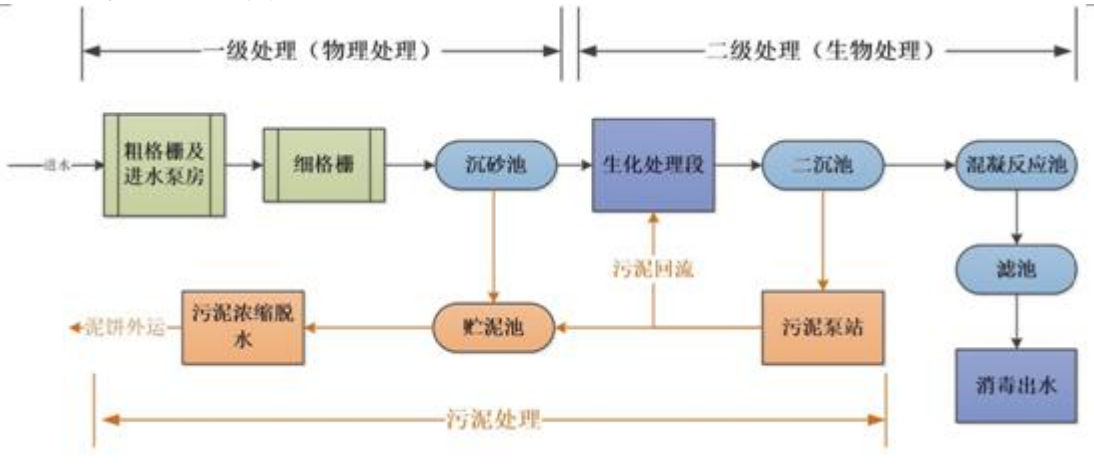 一级处理（物理处理）
二级处理（生物处理）
进水
粗格栅及
进水泵房
细格栅
沉砂池
生化处理段
二沉池
混凝反应池
污泥回流
滤池
泥饼外运
污泥浓缩脱
水
贮泥池
污泥泵站
消毒出水
污泥处理